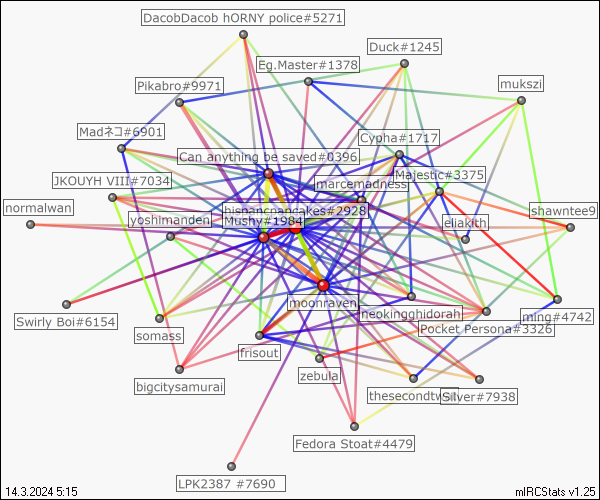 DacobDacob hORNY police#5271
Duck#1245
Eg.Master#1378
Pikabro#9971
mukszi
Madネコ#6901
Cypha#1717
Can anything be saved#0396
Majestic#3375
JKOUYH VIII#7034
marcemadness
normalwan
hispanicpancakes#2928
shawntee9
yoshimanden
Mushy#1984
eliakith
moonraven
neokingghidorah
Swirly Boi#6154
somass
Pocket Persona#3326
ming#4742
frisout
zebula
bigcitysamurai
Silver#7938
Fedora Stoat#4479
LPK2387 #7690
14.3.2024 5:15
mIRCStats v1.25